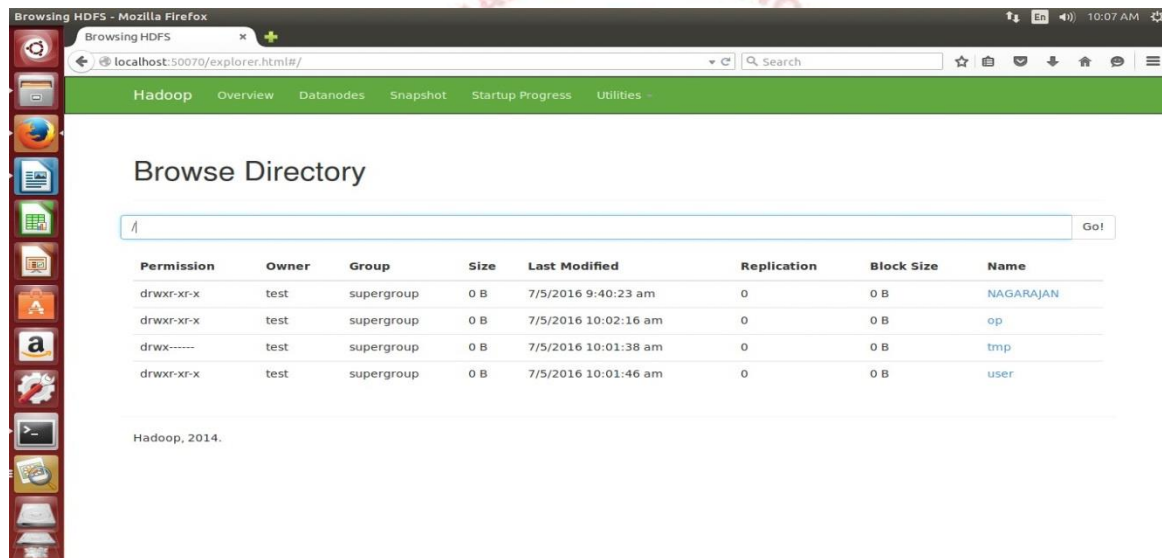 Browsing HDFS - Mozilla Firefox
En
10:07 AM
Browsing HDFS
localhost:50070/explorer.html#/
Search
Hadoop Overview Datanodes Snapshot Startup Progress Utilities
Browse Directory
/
Go!
Permission Owner Group Size Last Modified Replication Block Size Name
drwxr-xr-x test supergroup 0 B 7/5/2016 9:40:23 am 0 0 B NAGARAJAN
drwxr-xr-x test supergroup 0 B 7/5/2016 10:02:16 am 0 0 B op
drwx------ test supergroup 0 B 7/5/2016 10:01:38 am 0 0 B tmp
drwxr-xr-x test supergroup 0 B 7/5/2016 10:01:46 am 0 0 B user
Hadoop, 2014.